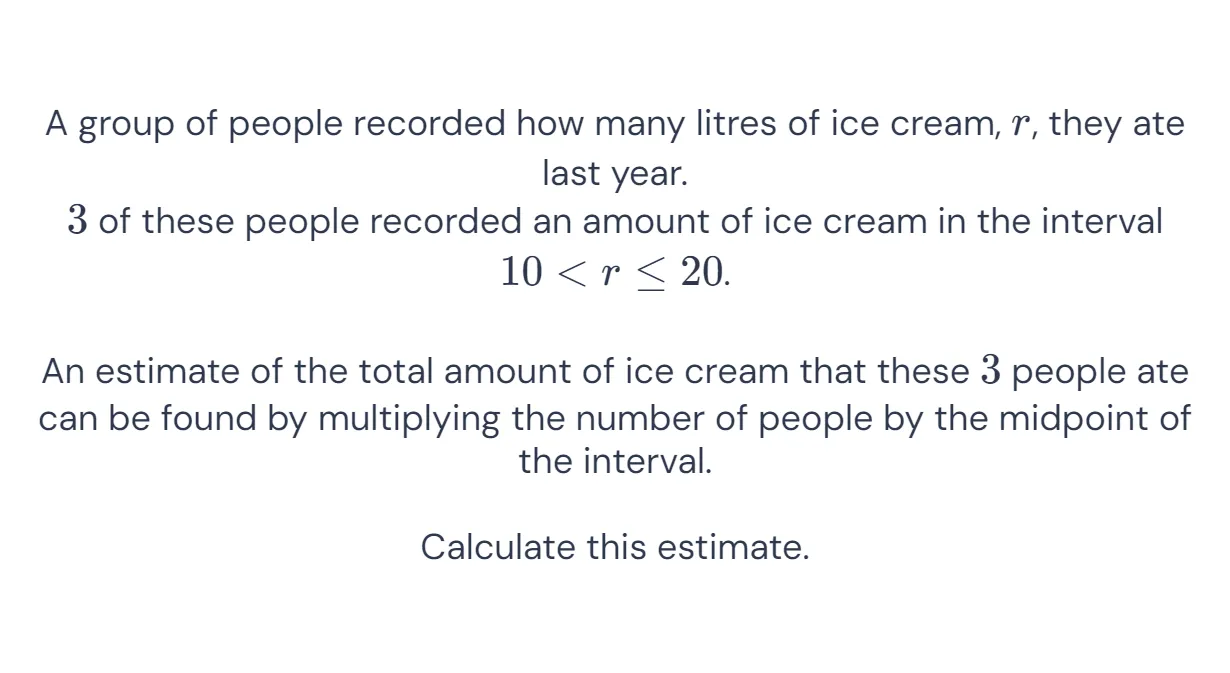 A group of people recorded how many litres of ice cream, r, they ate
last year.
3 of these people recorded an amount of ice cream in the interval
10 < r ≤ 20.
An estimate of the total amount of ice cream that these 3 people ate
can be found by multiplying the number of people by the midpoint of
the interval.
Calculate this estimate.